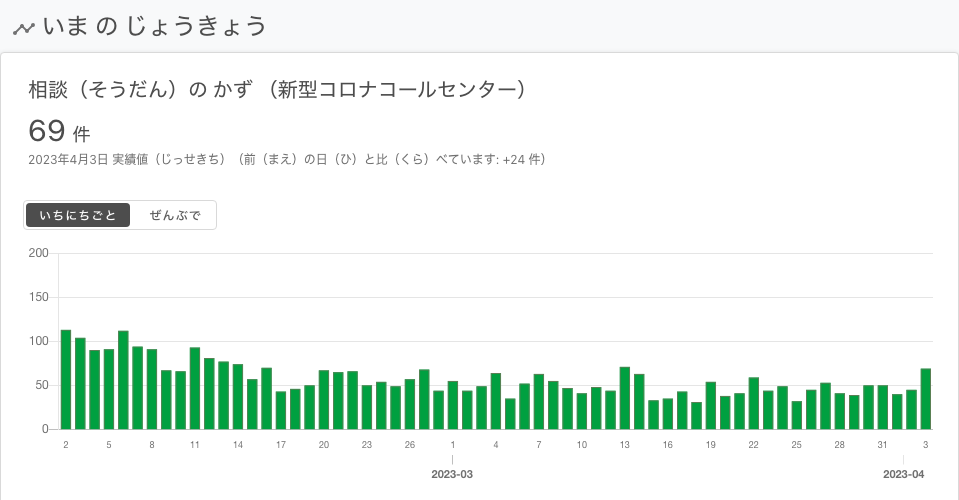 いま の じょうきょう
相談（そうだん）の かず （新型コロナコールセンター）
69 件
2023年4月3日 実績値（じっせきち）（前（まえ）の日（ひ）と比（くら）べています: +24 件）
いちにちごと ぜんぶで
200
150
100
50
0
2 5 8 11 14 17 20 23 26 1 4 7 10 13 16 19 22 25 28 31 3
2023-03 2023-04